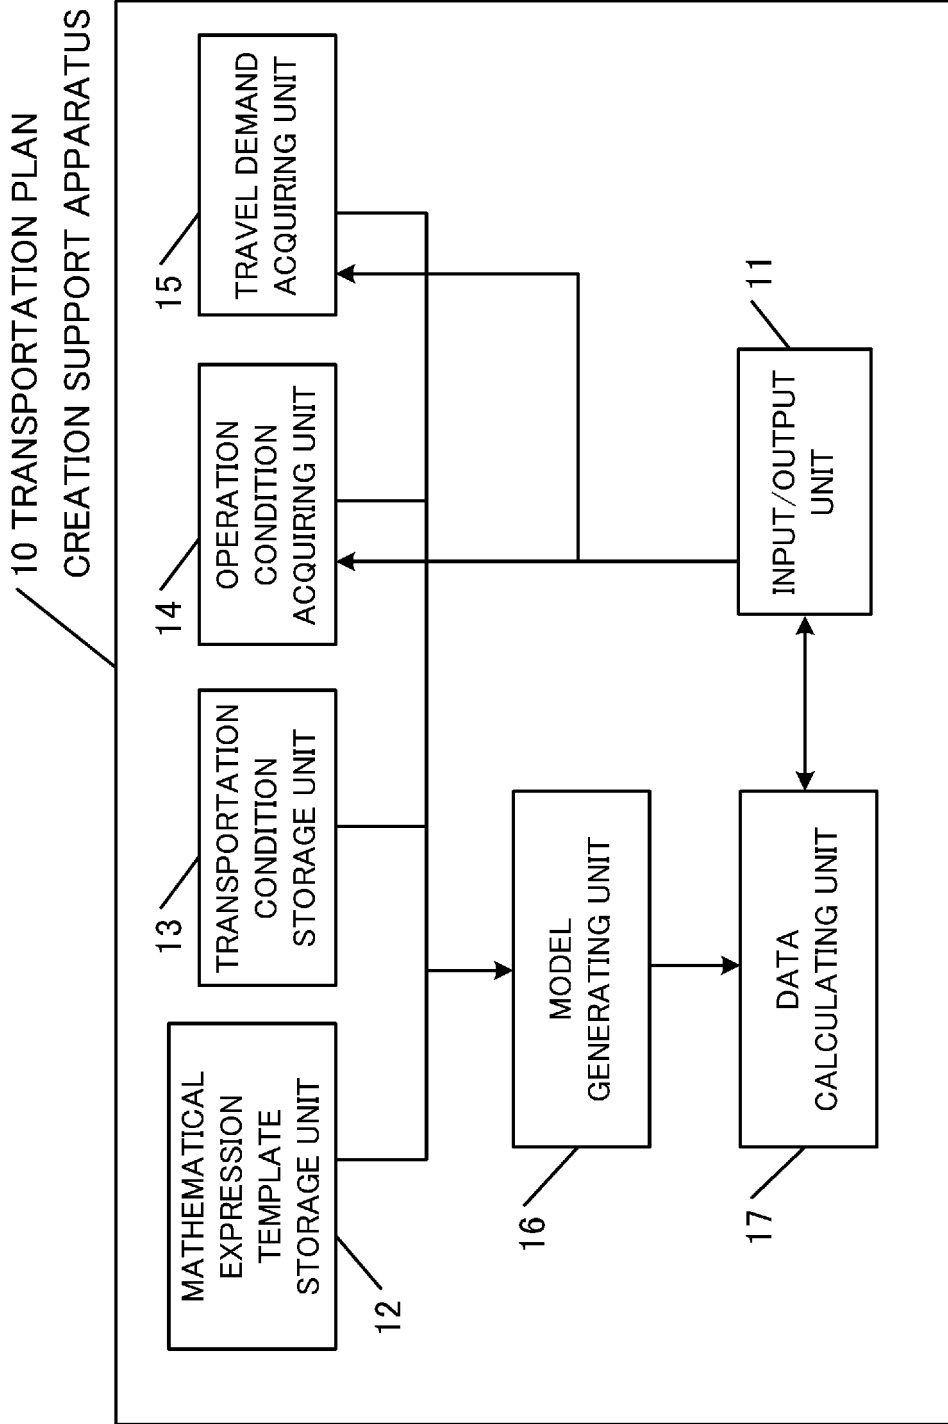 10 TRANSPORTATION PLAN
CREATION SUPPORT APPARATUS
MATHEMATICAL
EXPRESSION
TEMPLATE
STORAGE UNIT
12
13
TRANSPORTATION
CONDITION
STORAGE UNIT
14
OPERATION
CONDITION
ACQUIRING UNIT
15
TRAVEL DEMAND
ACQUIRING UNIT
MODEL
GENERATING UNIT
16
DATA
CALCULATING UNIT
17
INPUT/OUTPUT
UNIT
11